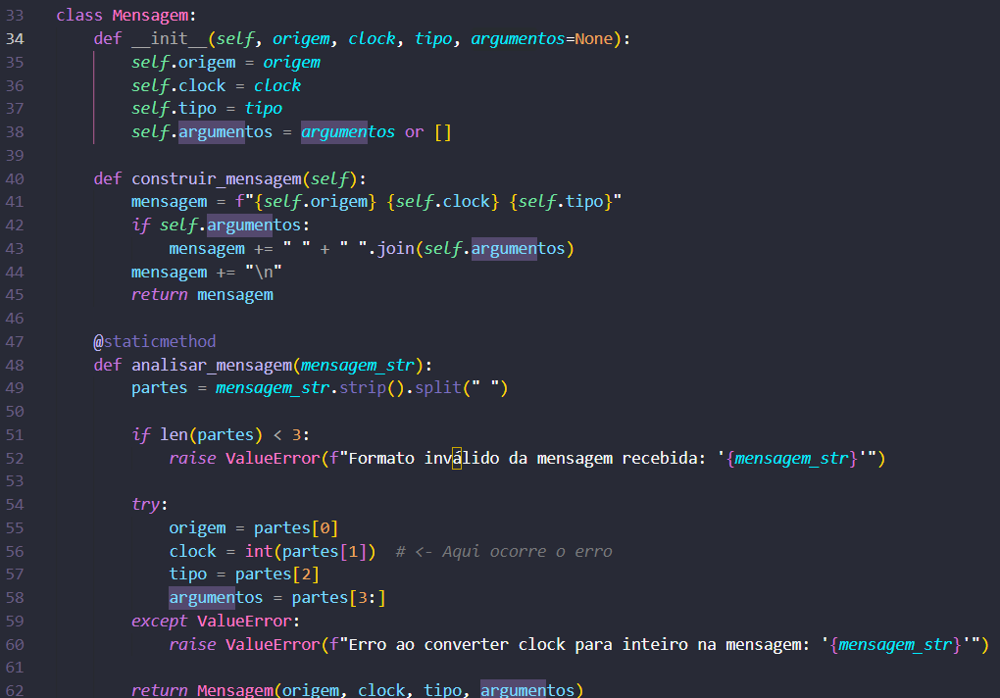 33 class Mensagem:
34 def __init__(self, origem, clock, tipo, argumentos=None):
35 self.origem = origem
36 self.clock = clock
37 self.tipo = tipo
38 self.argumentos = argumentos or []
39
40 def construir_mensagem(self):
41 mensagem = f"{self.origem} {self.clock} {self.tipo}"
42 if self.argumentos:
43 mensagem += " " + " ".join(self.argumentos)
44 mensagem += "\n"
45 return mensagem
46
47 @staticmethod
48 def analisar_mensagem(mensagem_str):
49 partes = mensagem_str.strip().split(" ")
50
51 if len(partes) < 3:
52 raise ValueError(f"Formato inválido da mensagem recebida: '{mensagem_str}'")
53
54 try:
55 origem = partes[0]
56 clock = int(partes[1]) # <- Aqui ocorre o erro
57 tipo = partes[2]
58 argumentos = partes[3:]
59 except ValueError:
60 raise ValueError(f"Erro ao converter clock para inteiro na mensagem: '{mensagem_str}'")
61
62 return Mensagem(origem, clock, tipo, argumentos)